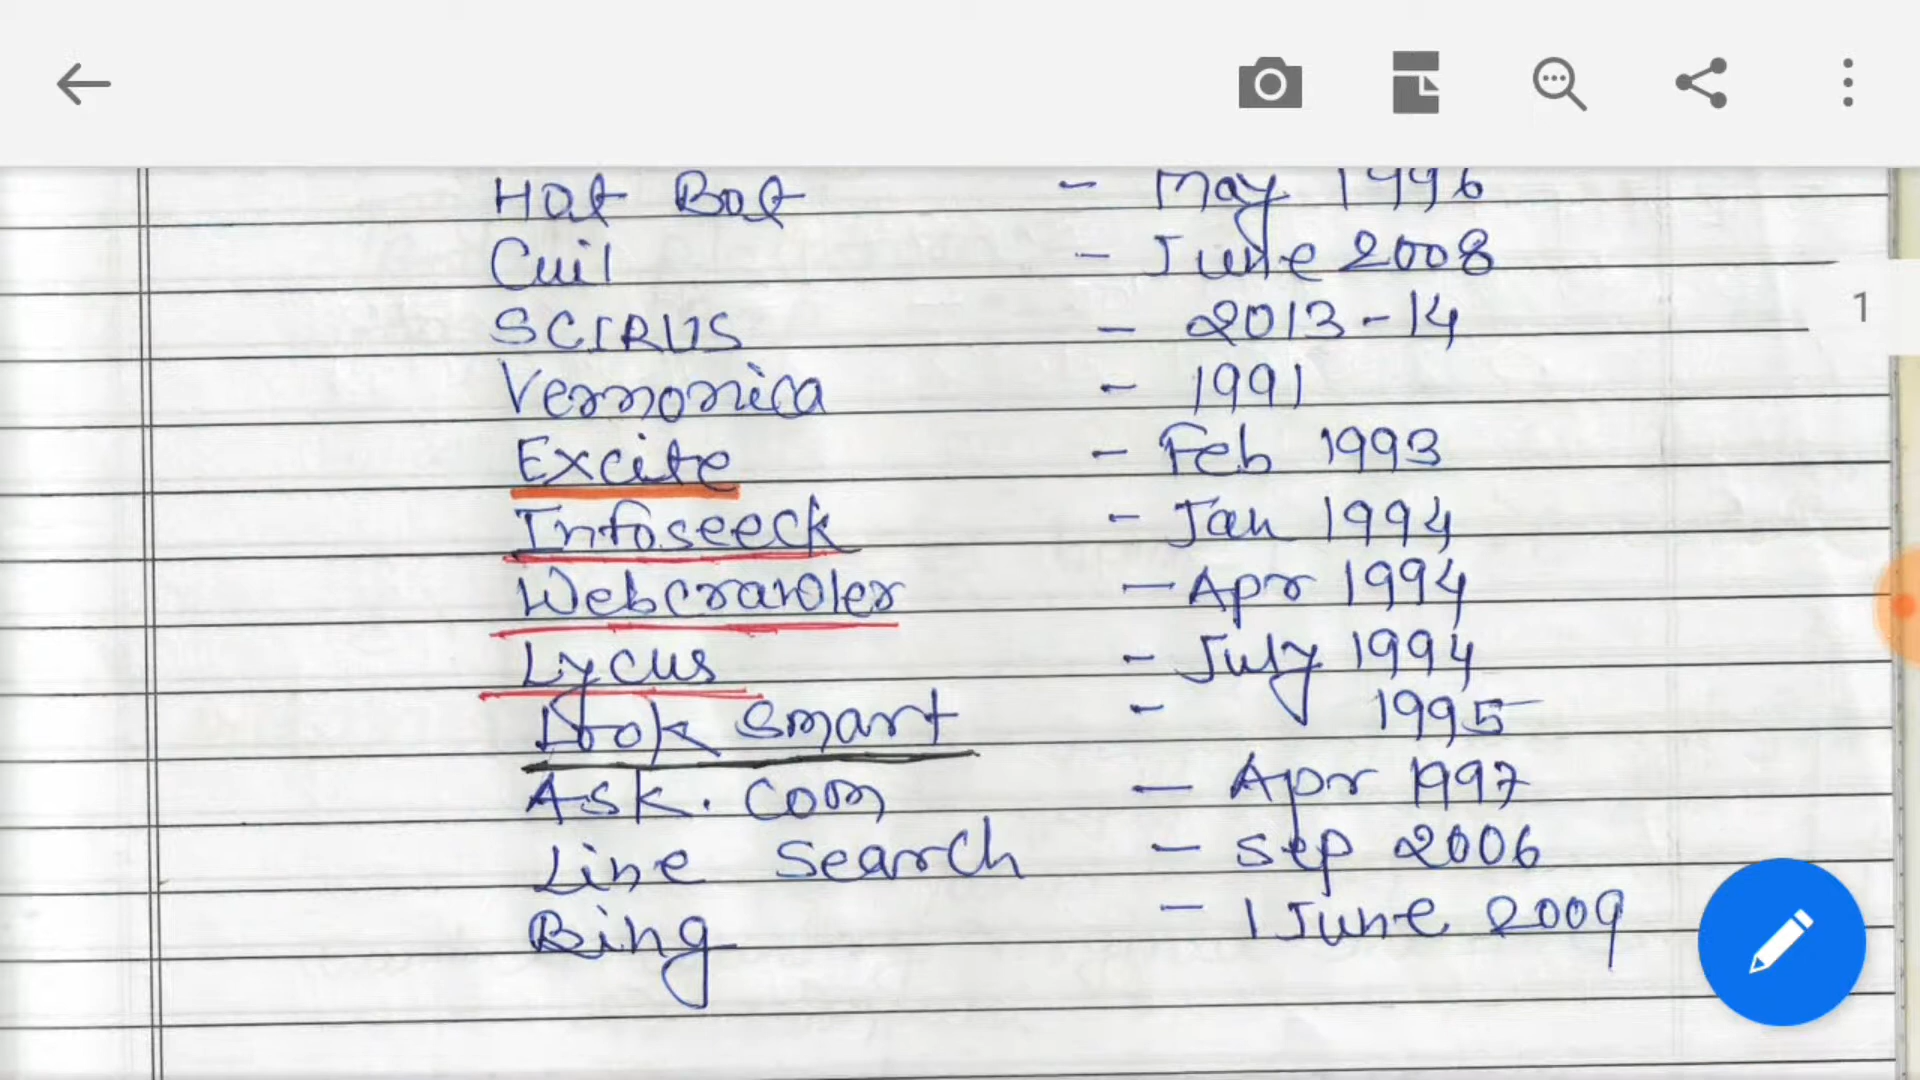 Hot Bot - May 1996
Cuil - June 2008
SCIRUS - 2013-14
Vernonica - 1991
Excite - Feb 1993
Infoseeck - Jan 1994
Webcrawler - Apr 1994
Lycus - July 1994
Look Smart - 1995
Ask.Com - Apr 1997
Line Search - Sep 2006
Bing - 1 June 2009
1